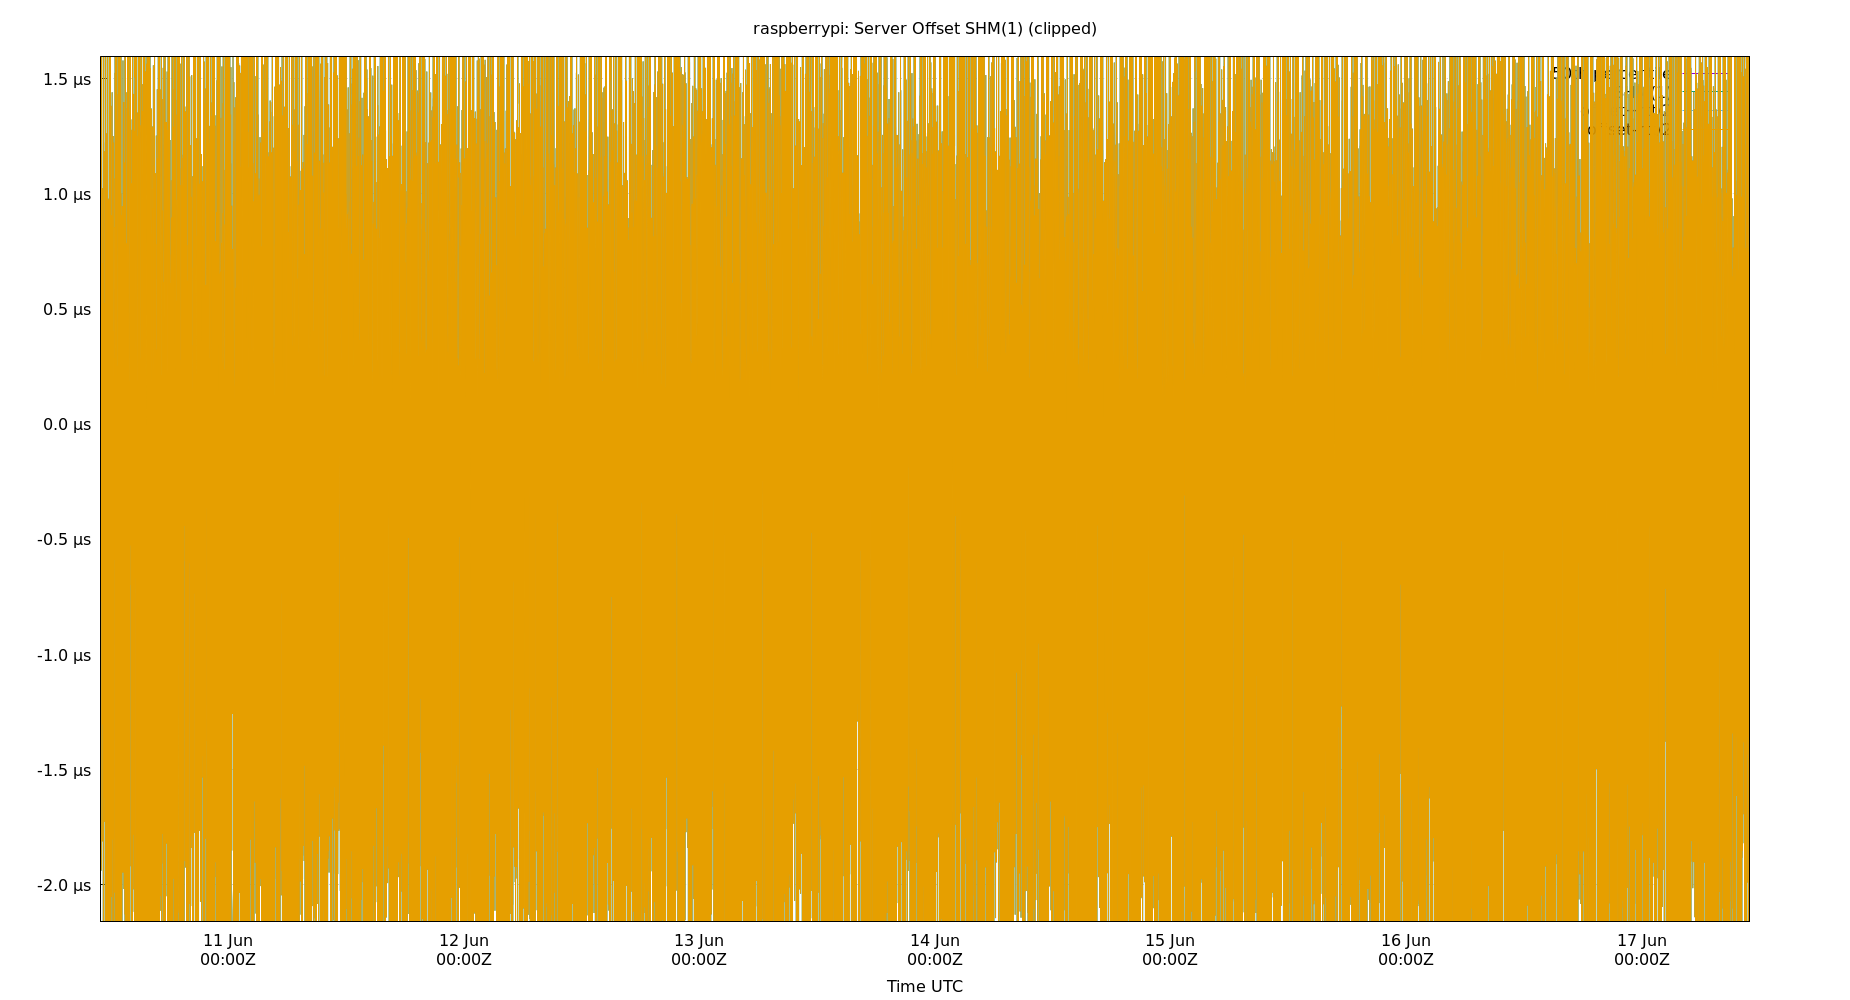 raspberrypi: Server Offset SHM(1) (clipped)
1.5 µs
1.0 µs
0.5 µs
0.0 µs
-0.5 µs
-1.0 µs
-1.5 µs
-2.0 µs
11 Jun 12 Jun 13 Jun 14 Jun 15 Jun 16 Jun 17 Jun
00:00Z 00:00Z 00:00Z 00:00Z 00:00Z 00:00Z 00:00Z
Time UTC